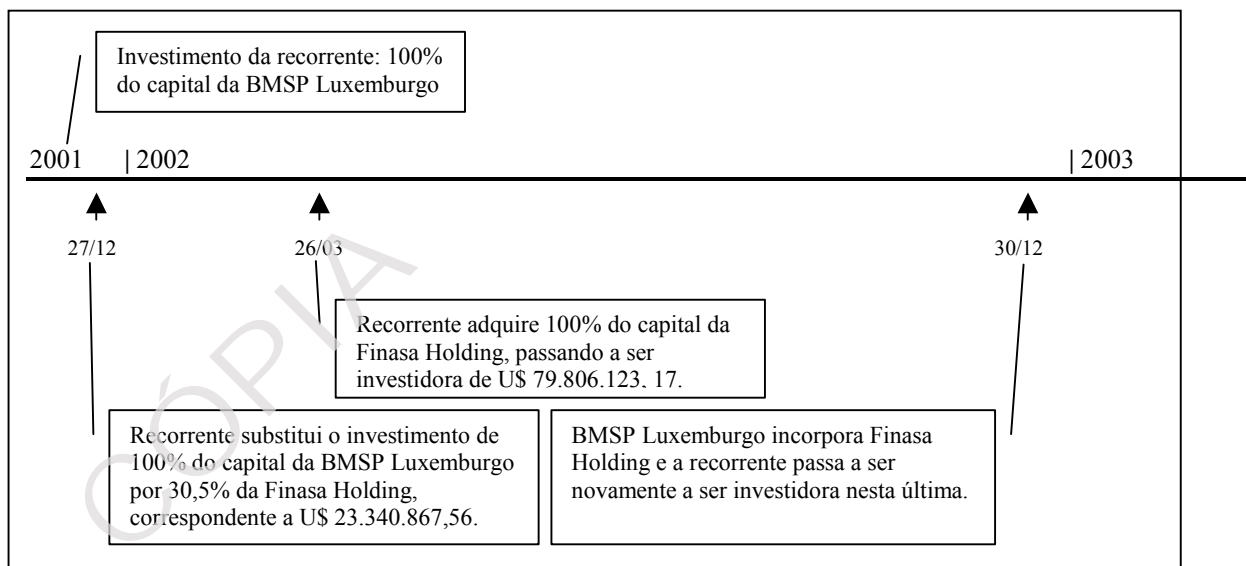 Investimento da recorrente: 100%
do capital da BMSP Luxemburgo
2001 | 2002 | 2003
27/12 26/03 30/12
Recorrente adquire 100% do capital da
Finasa Holding, passando a ser
investidora de U$ 79.806.123, 17.
Recorrente substitui o investimento de
100% do capital da BMSP Luxemburgo
por 30,5% da Finasa Holding,
correspondente a U$ 23.340.867,56.
BMSP Luxemburgo incorpora Finasa
Holding e a recorrente passa a ser
novamente a ser investidora nesta última.
CÓPIA